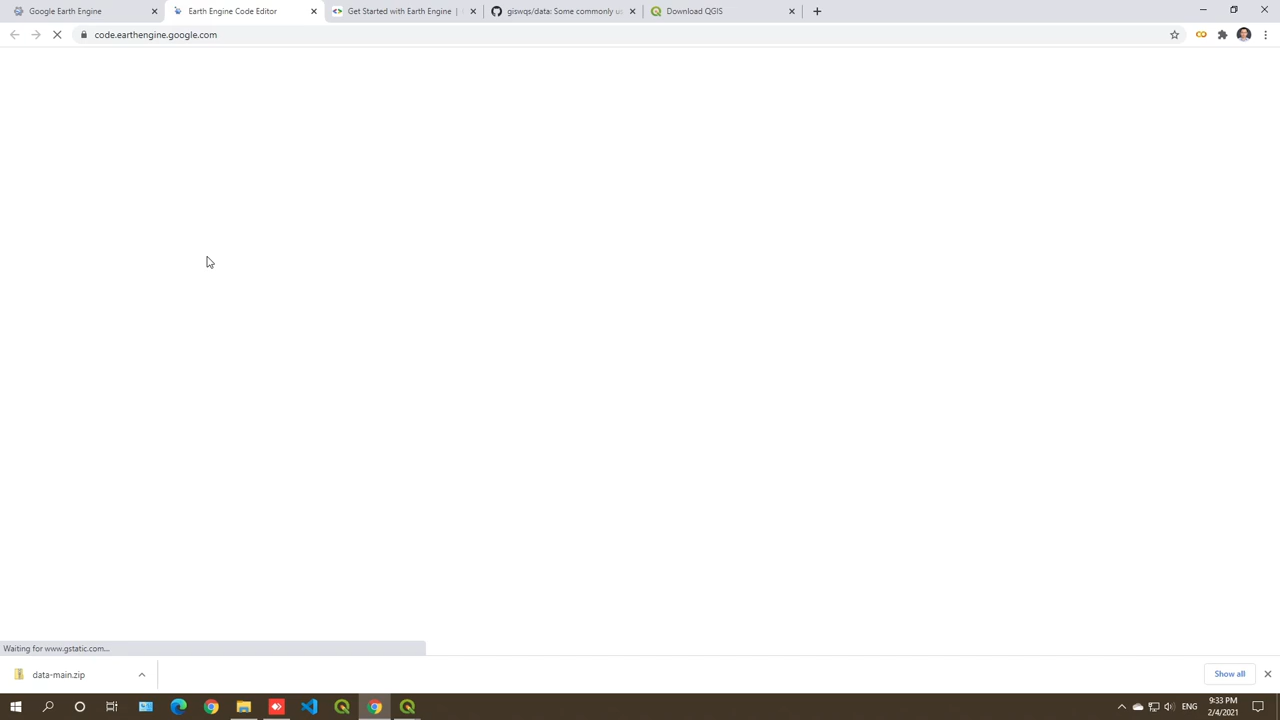 Google Earth Engine
Earth Engine Code Editor
Get Started with Earth Engine |
giswqs/data: Some commonly u
Download QGIS
code.earthengine.google.com
Waiting for www.gstatic.com...
data-main.zip
Show all
ENG
9:33 PM
2/4/2021